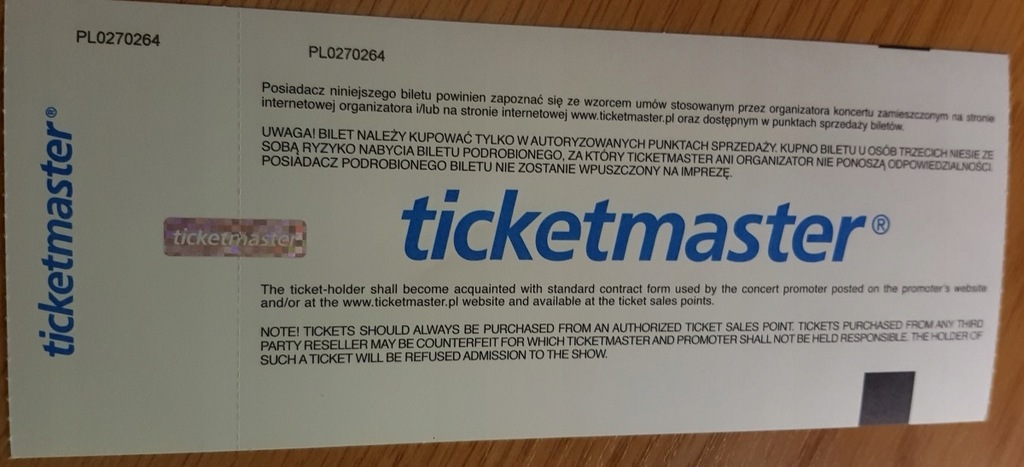 PL0270264
PL0270264
ticketmaster®
Posiadacz niniejszego biletu powinien zapoznać się ze wzorcem umów stosowanym przez organizatora koncertu zamieszczonym na stronie
internetowej organizatora i/lub na stronie internetowej www.ticketmaster.pl oraz dostępnym w punktach sprzedaży biletów.
UWAGA! BILET NALEŻY KUPOWAĆ TYLKO W AUTORYZOWANYCH PUNKTACH SPRZEDAŻY. KUPNO BILETU U OSÓB TRZECICH NIESIE ZE
SOBĄ RYZYKO NABYCIA BILETU PODROBIONEGO, ZA KTÓRY TICKETMASTER ANI ORGANIZATOR NIE PONOSZĄ ODPOWIEDZIALNOŚCI.
POSIADACZ PODROBIONEGO BILETU NIE ZOSTANIE WPUSZCZONY NA IMPREZĘ.
ticketmaster
ticketmaster®
The ticket-holder shall become acquainted with standard contract form used by the concert promoter posted on the promoter's website
and/or at the www.ticketmaster.pl website and available at the ticket sales points.
NOTE! TICKETS SHOULD ALWAYS BE PURCHASED FROM AN AUTHORIZED TICKET SALES POINT. TICKETS PURCHASED FROM ANY THIRD
PARTY RESELLER MAY BE COUNTERFEIT FOR WHICH TICKETMASTER AND PROMOTER SHALL NOT BE HELD RESPONSIBLE. THE HOLDER OF
SUCH A TICKET WILL BE REFUSED ADMISSION TO THE SHOW.